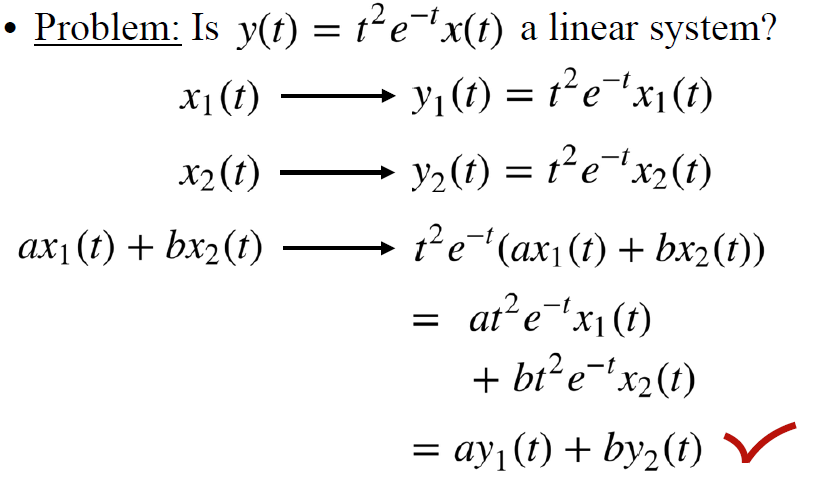 • Problem: Is y(t) = t²e⁻ᵗx(t) a linear system?
x₁(t) ⟶ y₁(t) = t²e⁻ᵗx₁(t)
x₂(t) ⟶ y₂(t) = t²e⁻ᵗx₂(t)
ax₁(t) + bx₂(t) ⟶ t²e⁻ᵗ(ax₁(t) + bx₂(t))
= at²e⁻ᵗx₁(t)
+ bt²e⁻ᵗx₂(t)
= ay₁(t) + by₂(t) ✓